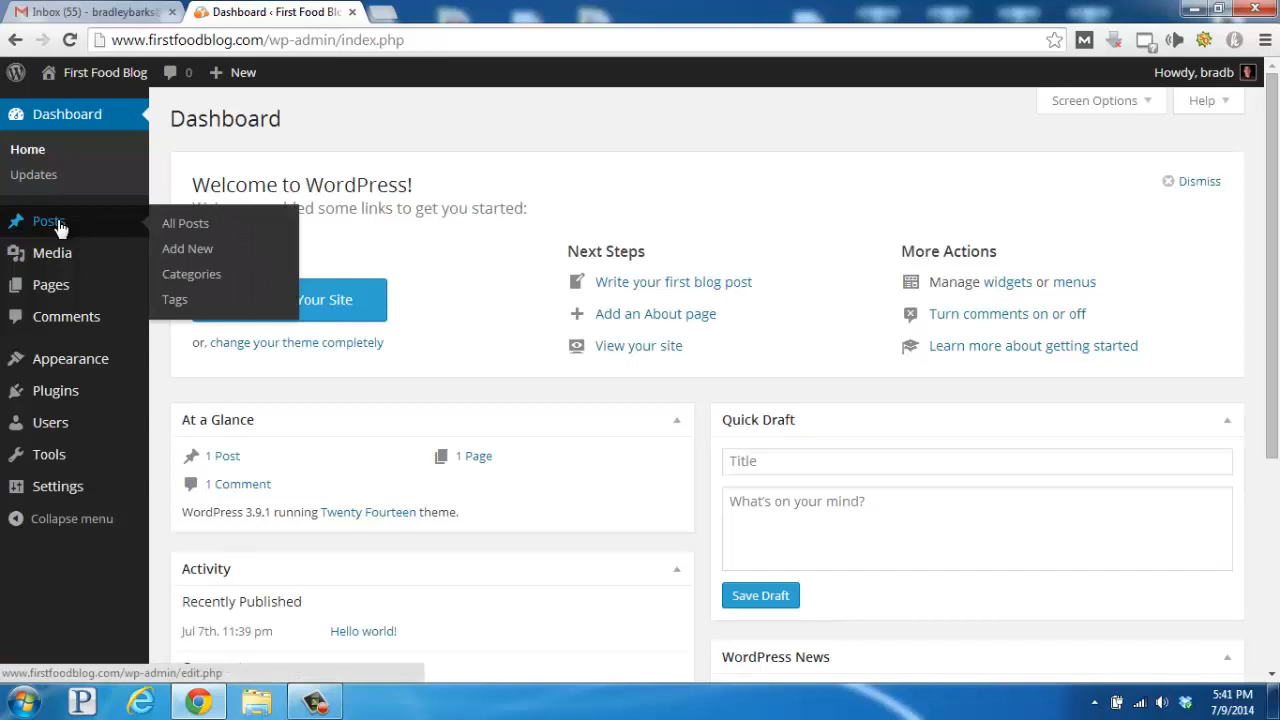 Inbox (55) - bradleybarks@
Dashboard ‹ First Food Blo
www.firstfoodblog.com/wp-admin/index.php
First Food Blog 0 New Howdy, bradb
Dashboard
Home
Updates
Posts
Media
Pages
Comments
Appearance
Plugins
Users
Tools
Settings
Collapse menu
All Posts
Add New
Categories
Tags
Dashboard
Screen Options
Help
Welcome to WordPress!
some links to get you started:
Dismiss
Your Site
or, change your theme completely
Next Steps
Write your first blog post
Add an About page
View your site
More Actions
Manage widgets or menus
Turn comments on or off
Learn more about getting started
At a Glance
1 Post
1 Page
1 Comment
WordPress 3.9.1 running Twenty Fourteen theme.
Activity
Recently Published
Jul 7th, 11:39 pm Hello world!
Quick Draft
Title
What's on your mind?
Save Draft
WordPress News
www.firstfoodblog.com/wp-admin/edit.php
5:41 PM
7/9/2014